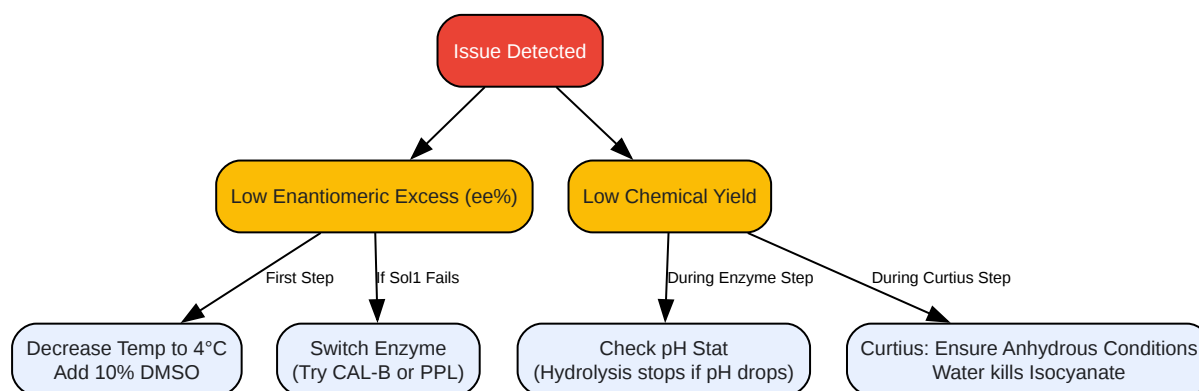 Issue Detected
Low Enantiomeric Excess (ee%)
Low Chemical Yield
First Step
If Sol1 Fails
During Enzyme Step
During Curtius Step
Decrease Temp to 4°C
Add 10% DMSO
Switch Enzyme
(Try CAL-B or PPL)
Check pH Stat
(Hydrolysis stops if pH drops)
Curtius: Ensure Anhydrous Conditions
Water kills Isocyanate